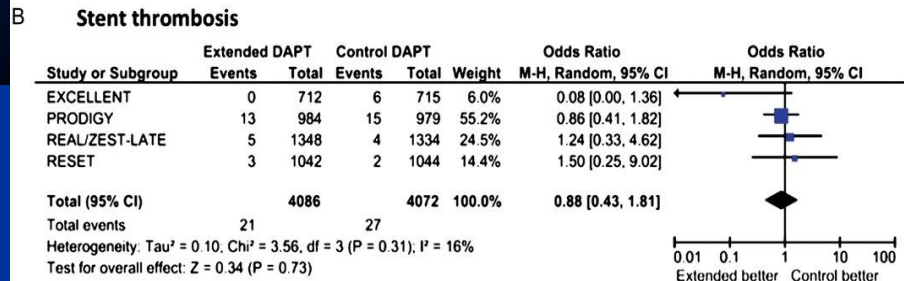 B Stent thrombosis
Extended DAPT Control DAPT Odds Ratio Odds Ratio
Study or Subgroup Events Total Events Total Weight M-H, Random, 95% CI M-H, Random, 95% CI
EXCELLENT 0 712 6 715 6.0% 0.08 [0.00, 1.36]
PRODIGY 13 984 15 979 55.2% 0.86 [0.41, 1.82]
REAL/ZEST-LATE 5 1348 4 1334 24.5% 1.24 [0.33, 4.62]
RESET 3 1042 2 1044 14.4% 1.50 [0.25, 9.02]
Total (95% CI) 4086 4072 100.0% 0.88 [0.43, 1.81]
Total events 21 27
Heterogeneity: Tau² = 0.10, Chi² = 3.56, df = 3 (P = 0.31); I² = 16%
Test for overall effect: Z = 0.34 (P = 0.73)
0.01 0.1 1 10 100
Extended better Control better